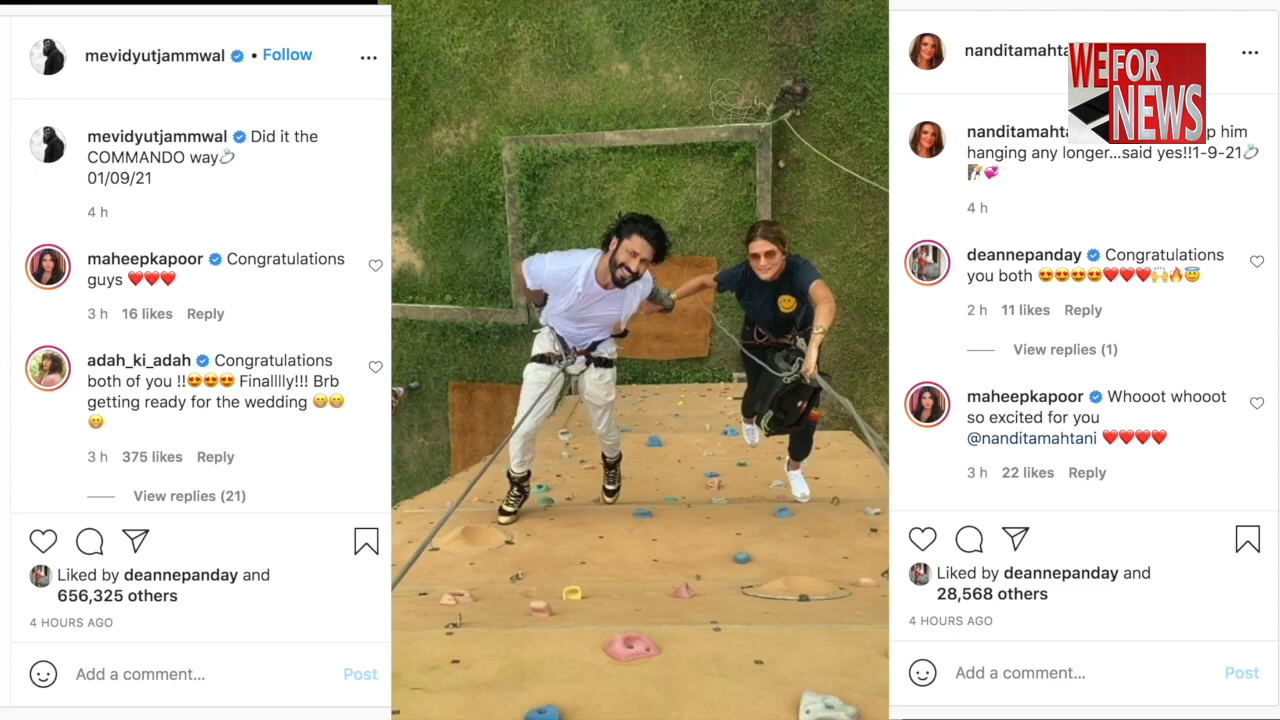 mevidyutjammwal • Follow
mevidyutjammwal Did it the
COMMANDO way💍
01/09/21
4 h
maheepkapoor Congratulations
guys ❤️❤️❤️
3 h 16 likes Reply
adah_ki_adah Congratulations
both of you !!😍😍😍 Finalllly!!! Brb
getting ready for the wedding 😁😁
😁
3 h 375 likes Reply
View replies (21)
Liked by deannepanday and
656,325 others
4 HOURS AGO
Add a comment... Post
nanditamahta
WE FOR NEWS
nanditamahta
p him
hanging any longer...said yes!!1-9-21💍
🧗💞
4 h
deannepanday Congratulations
you both 😍😍😍😍❤️❤️❤️🙌🔥😇
2 h 11 likes Reply
View replies (1)
maheepkapoor Whooot whooot
so excited for you
@nanditamahtani ❤️❤️❤️❤️
3 h 22 likes Reply
Liked by deannepanday and
28,568 others
4 HOURS AGO
Add a comment... Post